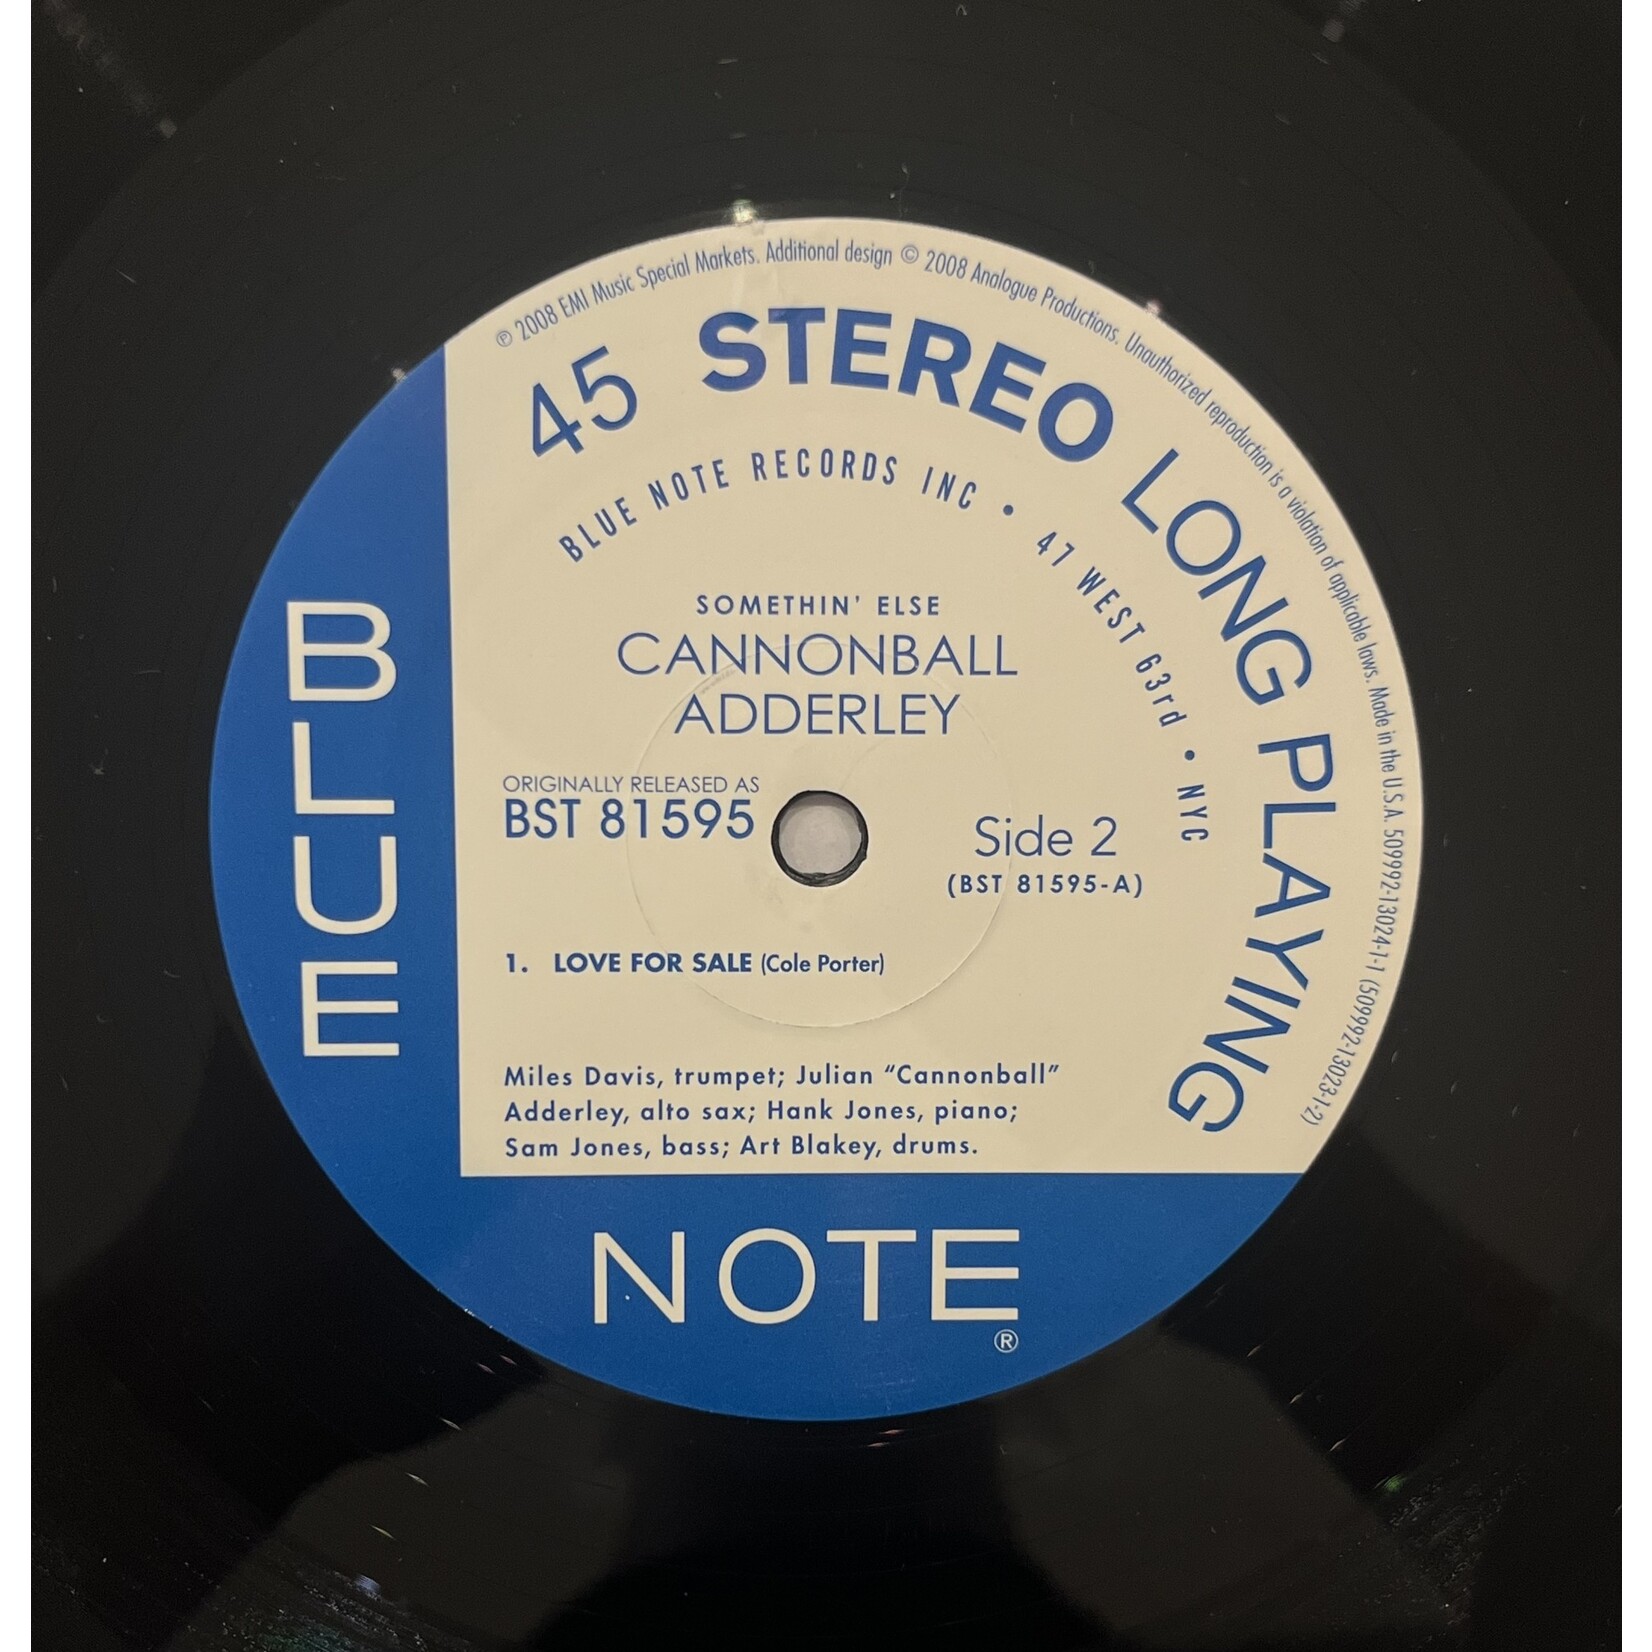 ℗ 2008 EMI Music Special Markets. Additional design © 2008 Analogue Productions. Unauthorized reproduction is a violation of applicable laws. Made in the U.S.A. 509992-13024-1-1 (509992-13023-1-2)
45 STEREO LONG PLAYING
BLUE NOTE RECORDS INC • 47 WEST 63rd • NYC
SOMETHIN' ELSE
CANNONBALL
ADDERLEY
ORIGINALLY RELEASED AS
BST 81595
Side 2
(BST 81595-A)
1. LOVE FOR SALE (Cole Porter)
Miles Davis, trumpet; Julian “Cannonball”
Adderley, alto sax; Hank Jones, piano;
Sam Jones, bass; Art Blakey, drums.
BLUE
NOTE®